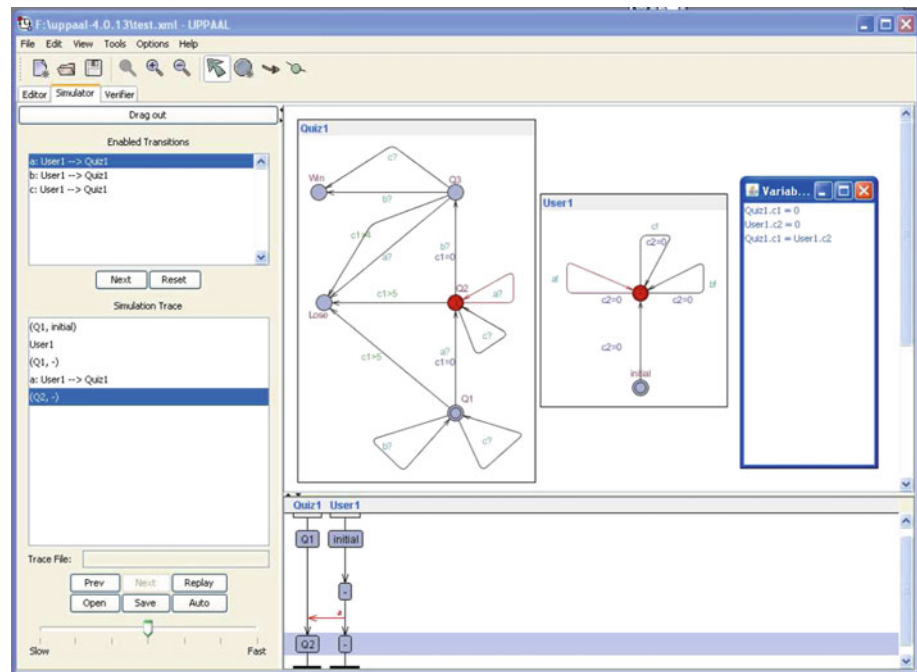 F:\uppaal-4.0.13\test.xml - UPPAAL
File Edit View Tools Options Help
Editor Simulator Verifier
Drag out
Enabled Transitions
a: User1 --> Quiz1
b: User1 --> Quiz1
c: User1 --> Quiz1
Next Reset
Simulation Trace
(Q1, initial)
User1
(Q1, -)
a: User1 --> Quiz1
(Q2, -)
Trace File:
Prev Next Replay
Open Save Auto
Slow Fast
Quiz1
c?
Win
Q3
b?
c1>4
a?
b?
c1=0
Q2
c1>5
a?
Lose
c?
a?
c1=0
c1>5
Q1
b?
c?
User1
c!
c2=0
a!
b!
c2=0
c2=0
c2=0
initial
Variab...
Quiz1.c1 = 0
User1.c2 = 0
Quiz1.c1 = User1.c2
Quiz1 User1
Q1 initial
-
a
Q2 -